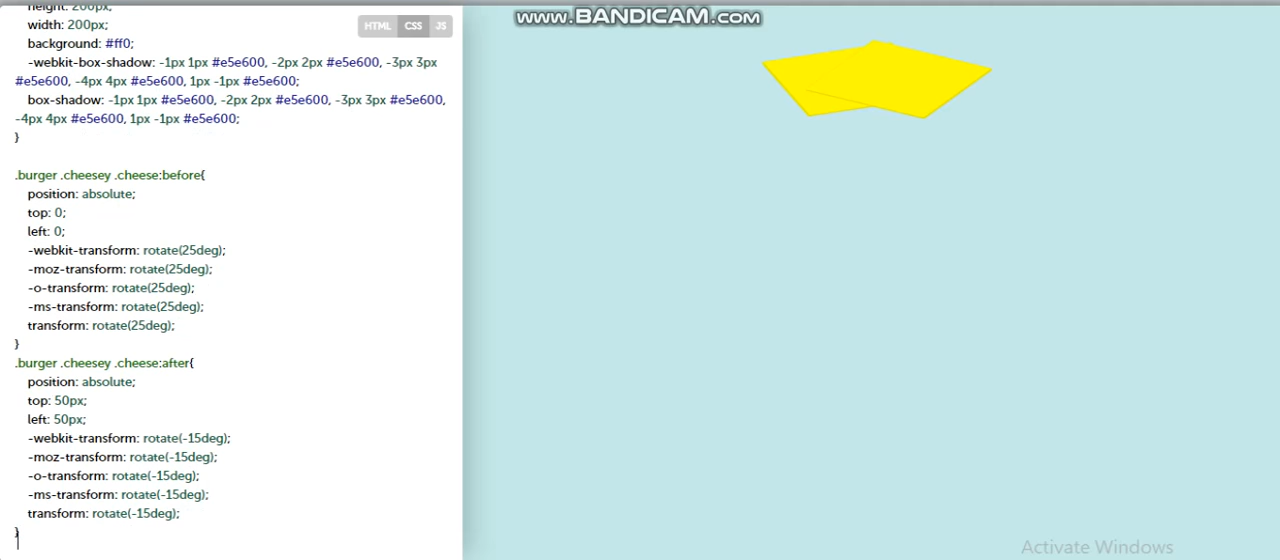 height: 200px;
width: 200px;
background: #ff0;
-webkit-box-shadow: -1px 1px #e5e600, -2px 2px #e5e600, -3px 3px
#e5e600, -4px 4px #e5e600, 1px -1px #e5e600;
box-shadow: -1px 1px #e5e600, -2px 2px #e5e600, -3px 3px #e5e600,
-4px 4px #e5e600, 1px -1px #e5e600;
}
.burger .cheesey .cheese:before{
position: absolute;
top: 0;
left: 0;
-webkit-transform: rotate(25deg);
-moz-transform: rotate(25deg);
-o-transform: rotate(25deg);
-ms-transform: rotate(25deg);
transform: rotate(25deg);
}
.burger .cheesey .cheese:after{
position: absolute;
top: 50px;
left: 50px;
-webkit-transform: rotate(-15deg);
-moz-transform: rotate(-15deg);
-o-transform: rotate(-15deg);
-ms-transform: rotate(-15deg);
transform: rotate(-15deg);
}
HTML CSS JS
www.BANDICAM.com
Activate Windows